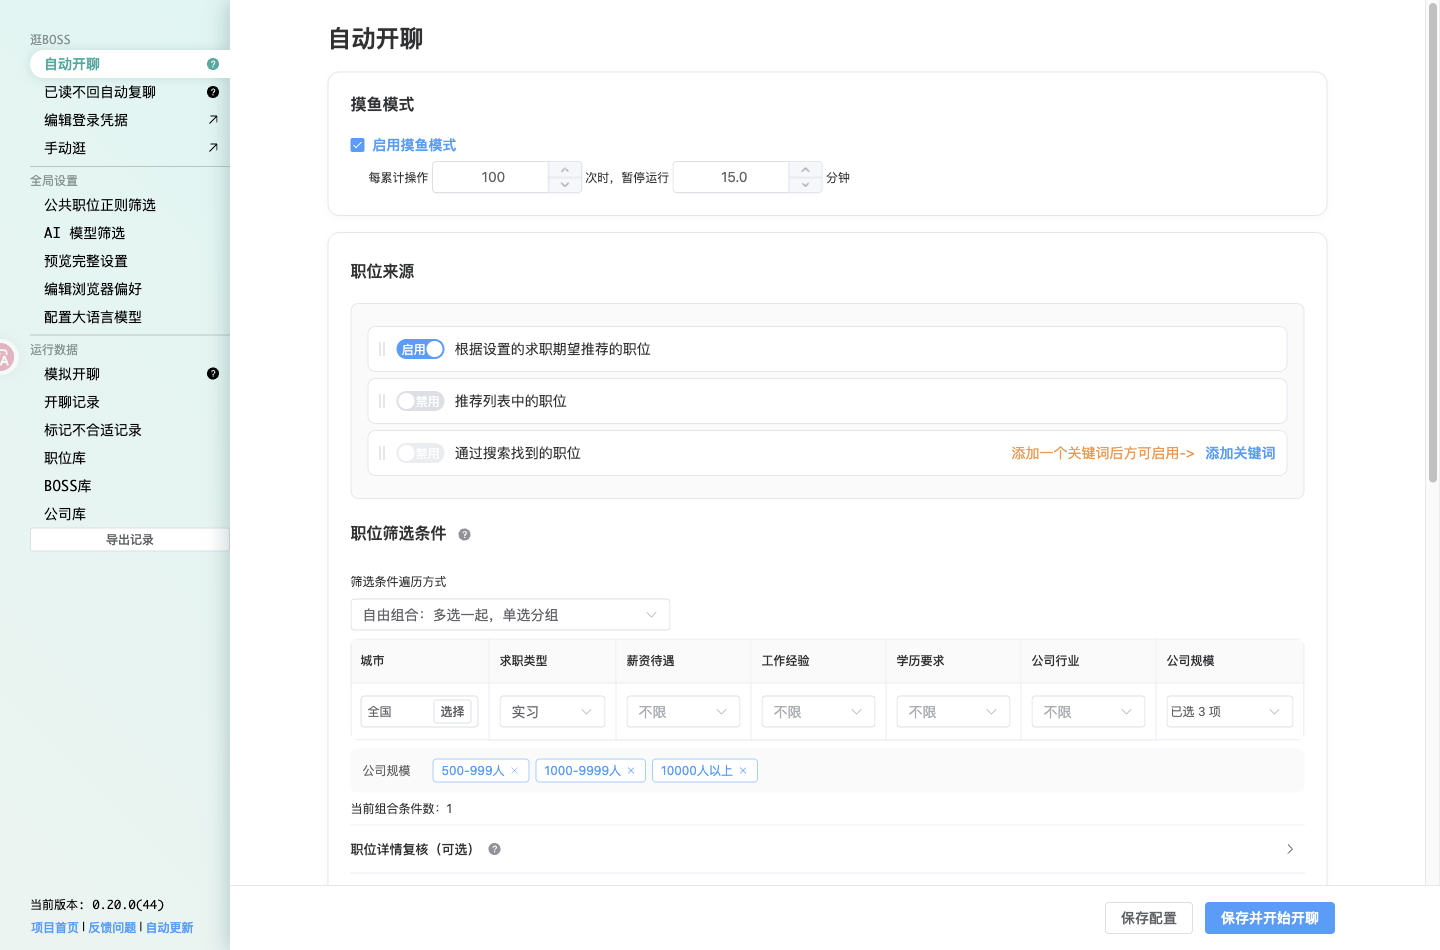 逛BOSS
自动开聊
已读不回自动复聊
编辑登录凭据
手动逛
全局设置
公共职位正则筛选
AI 模型筛选
预览完整设置
编辑浏览器偏好
配置大语言模型
运行数据
模拟开聊
开聊记录
标记不合适记录
职位库
BOSS库
公司库
导出记录
当前版本: 0.20.0(44)
项目首页 | 反馈问题 | 自动更新
自动开聊
摸鱼模式
启用摸鱼模式
每累计操作 100 次时，暂停运行 15.0 分钟
职位来源
启用 根据设置的求职期望推荐的职位
禁用 推荐列表中的职位
禁用 通过搜索找到的职位 添加一个关键词后方可启用-> 添加关键词
职位筛选条件
筛选条件遍历方式
自由组合：多选一起，单选分组
城市 求职类型 薪资待遇 工作经验 学历要求 公司行业 公司规模
全国 选择 实习 不限 不限 不限 不限 已选 3 项
公司规模 500-999人 × 1000-9999人 × 10000人以上 ×
当前组合条件数：1
职位详情复核（可选）
保存配置 保存并开始开聊